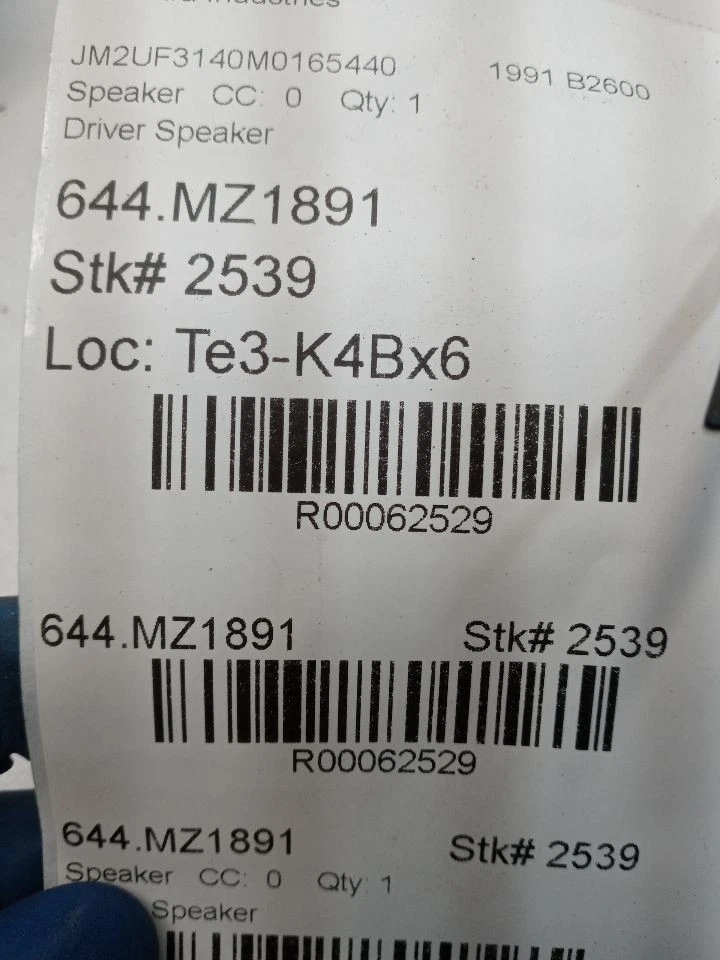 Industries
JM2UF3140M0165440 1991 B2600
Speaker CC: 0 Qty: 1
Driver Speaker
644.MZ1891
Stk# 2539
Loc: Te3-K4Bx6
R00062529
644.MZ1891 Stk# 2539
R00062529
644.MZ1891 Stk# 2539
Speaker CC: 0 Qty: 1
Speaker